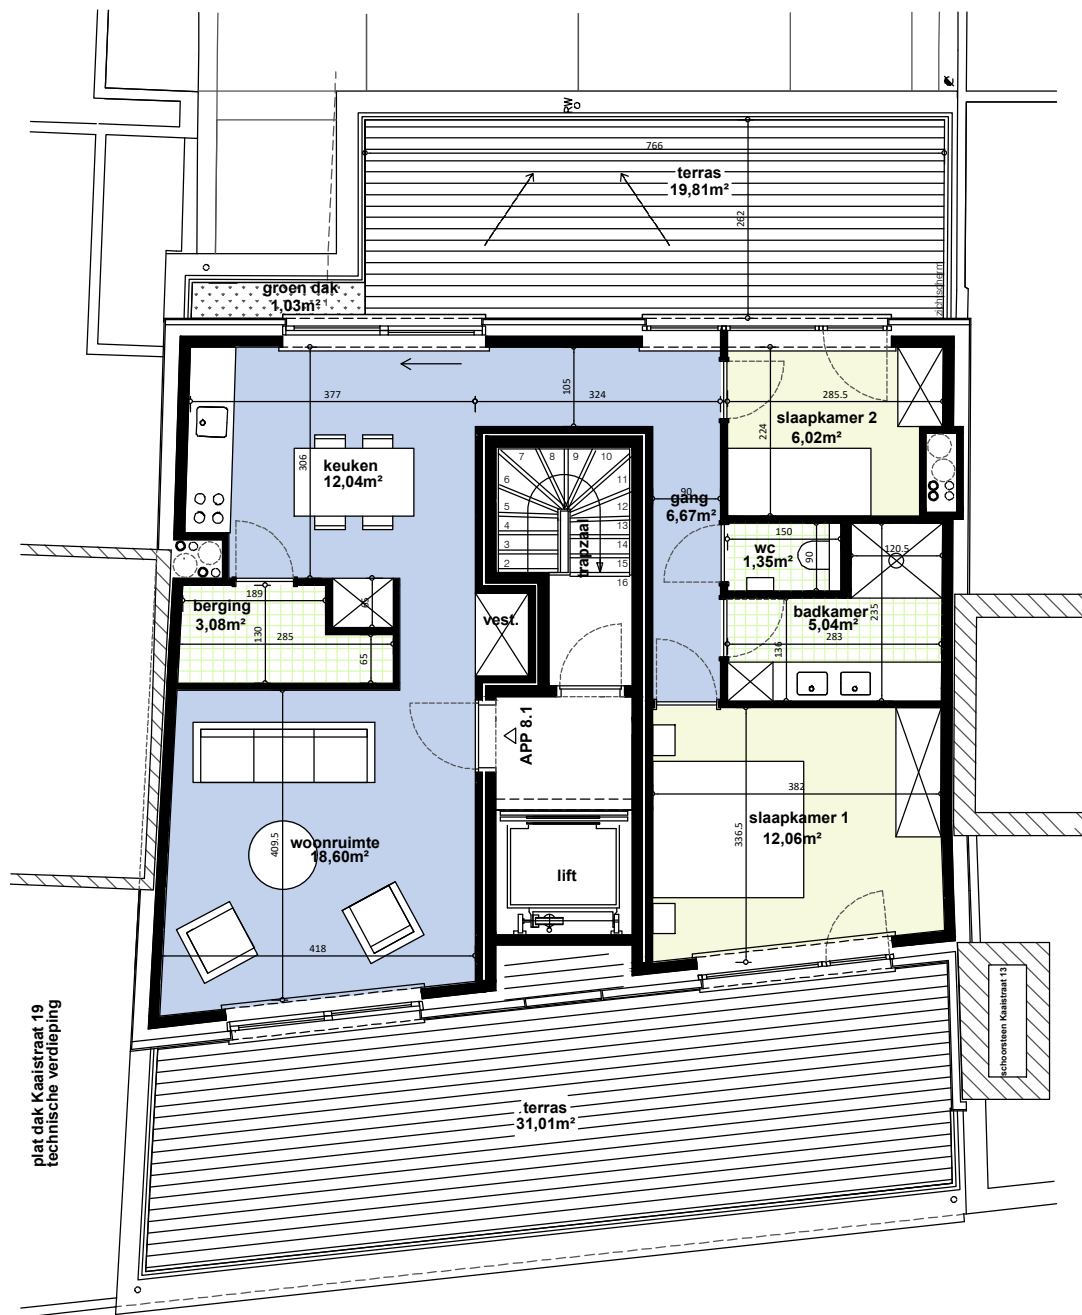 RW
766
terras
19,81m²
262
zichtscherm
groen dak
1,03m²
377
105
324
285.5
224
slaapkamer 2
6,02m²
306
keuken
12,04m²
7
8
9
10
6
11
5
12
4
13
3
14
2
15
16
trapzaal
90
gang
6,67m²
150
wc
1,35m²
90
120.5
189
berging
3,08m²
65
130
285
65
vest.
badkamer
5,04m²
235
283
136
APP 8.1
382
slaapkamer 1
12,06m²
336.5
409.5
woonruimte
18,60m²
lift
418
schoorsteen Kaaistraat 13
plat dak Kaaistraat 19
technische verdieping
terras
31,01m²